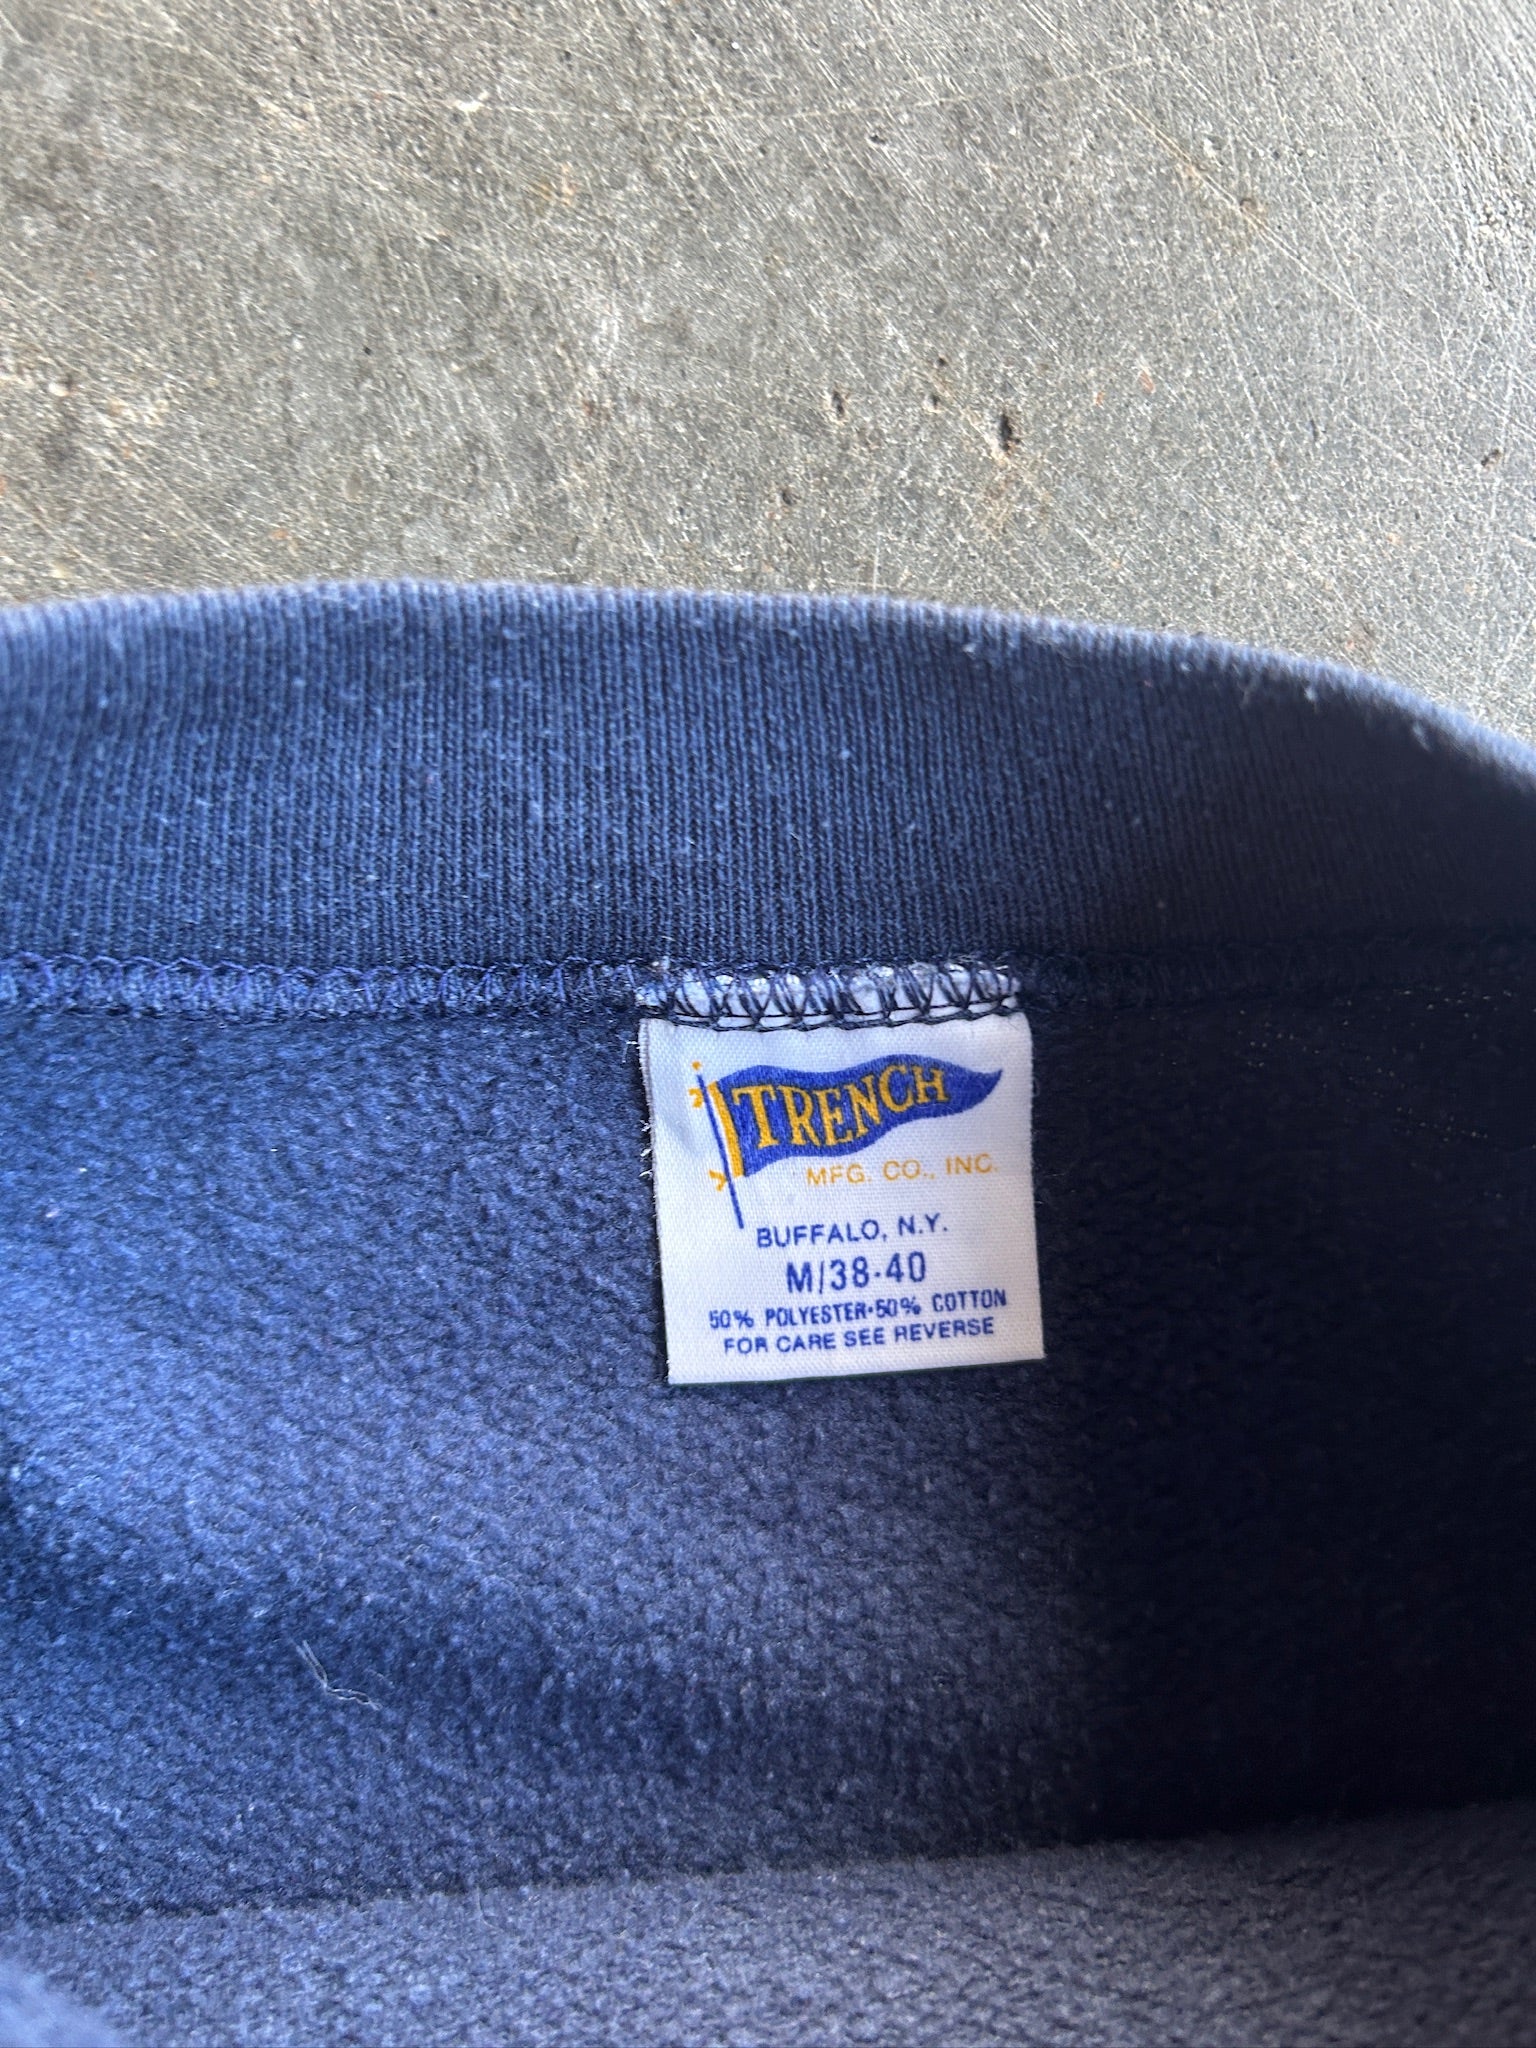 TRENCH
MFG. CO., INC.
BUFFALO, N.Y.
M/38-40
50% POLYESTER•50% COTTON
FOR CARE SEE REVERSE